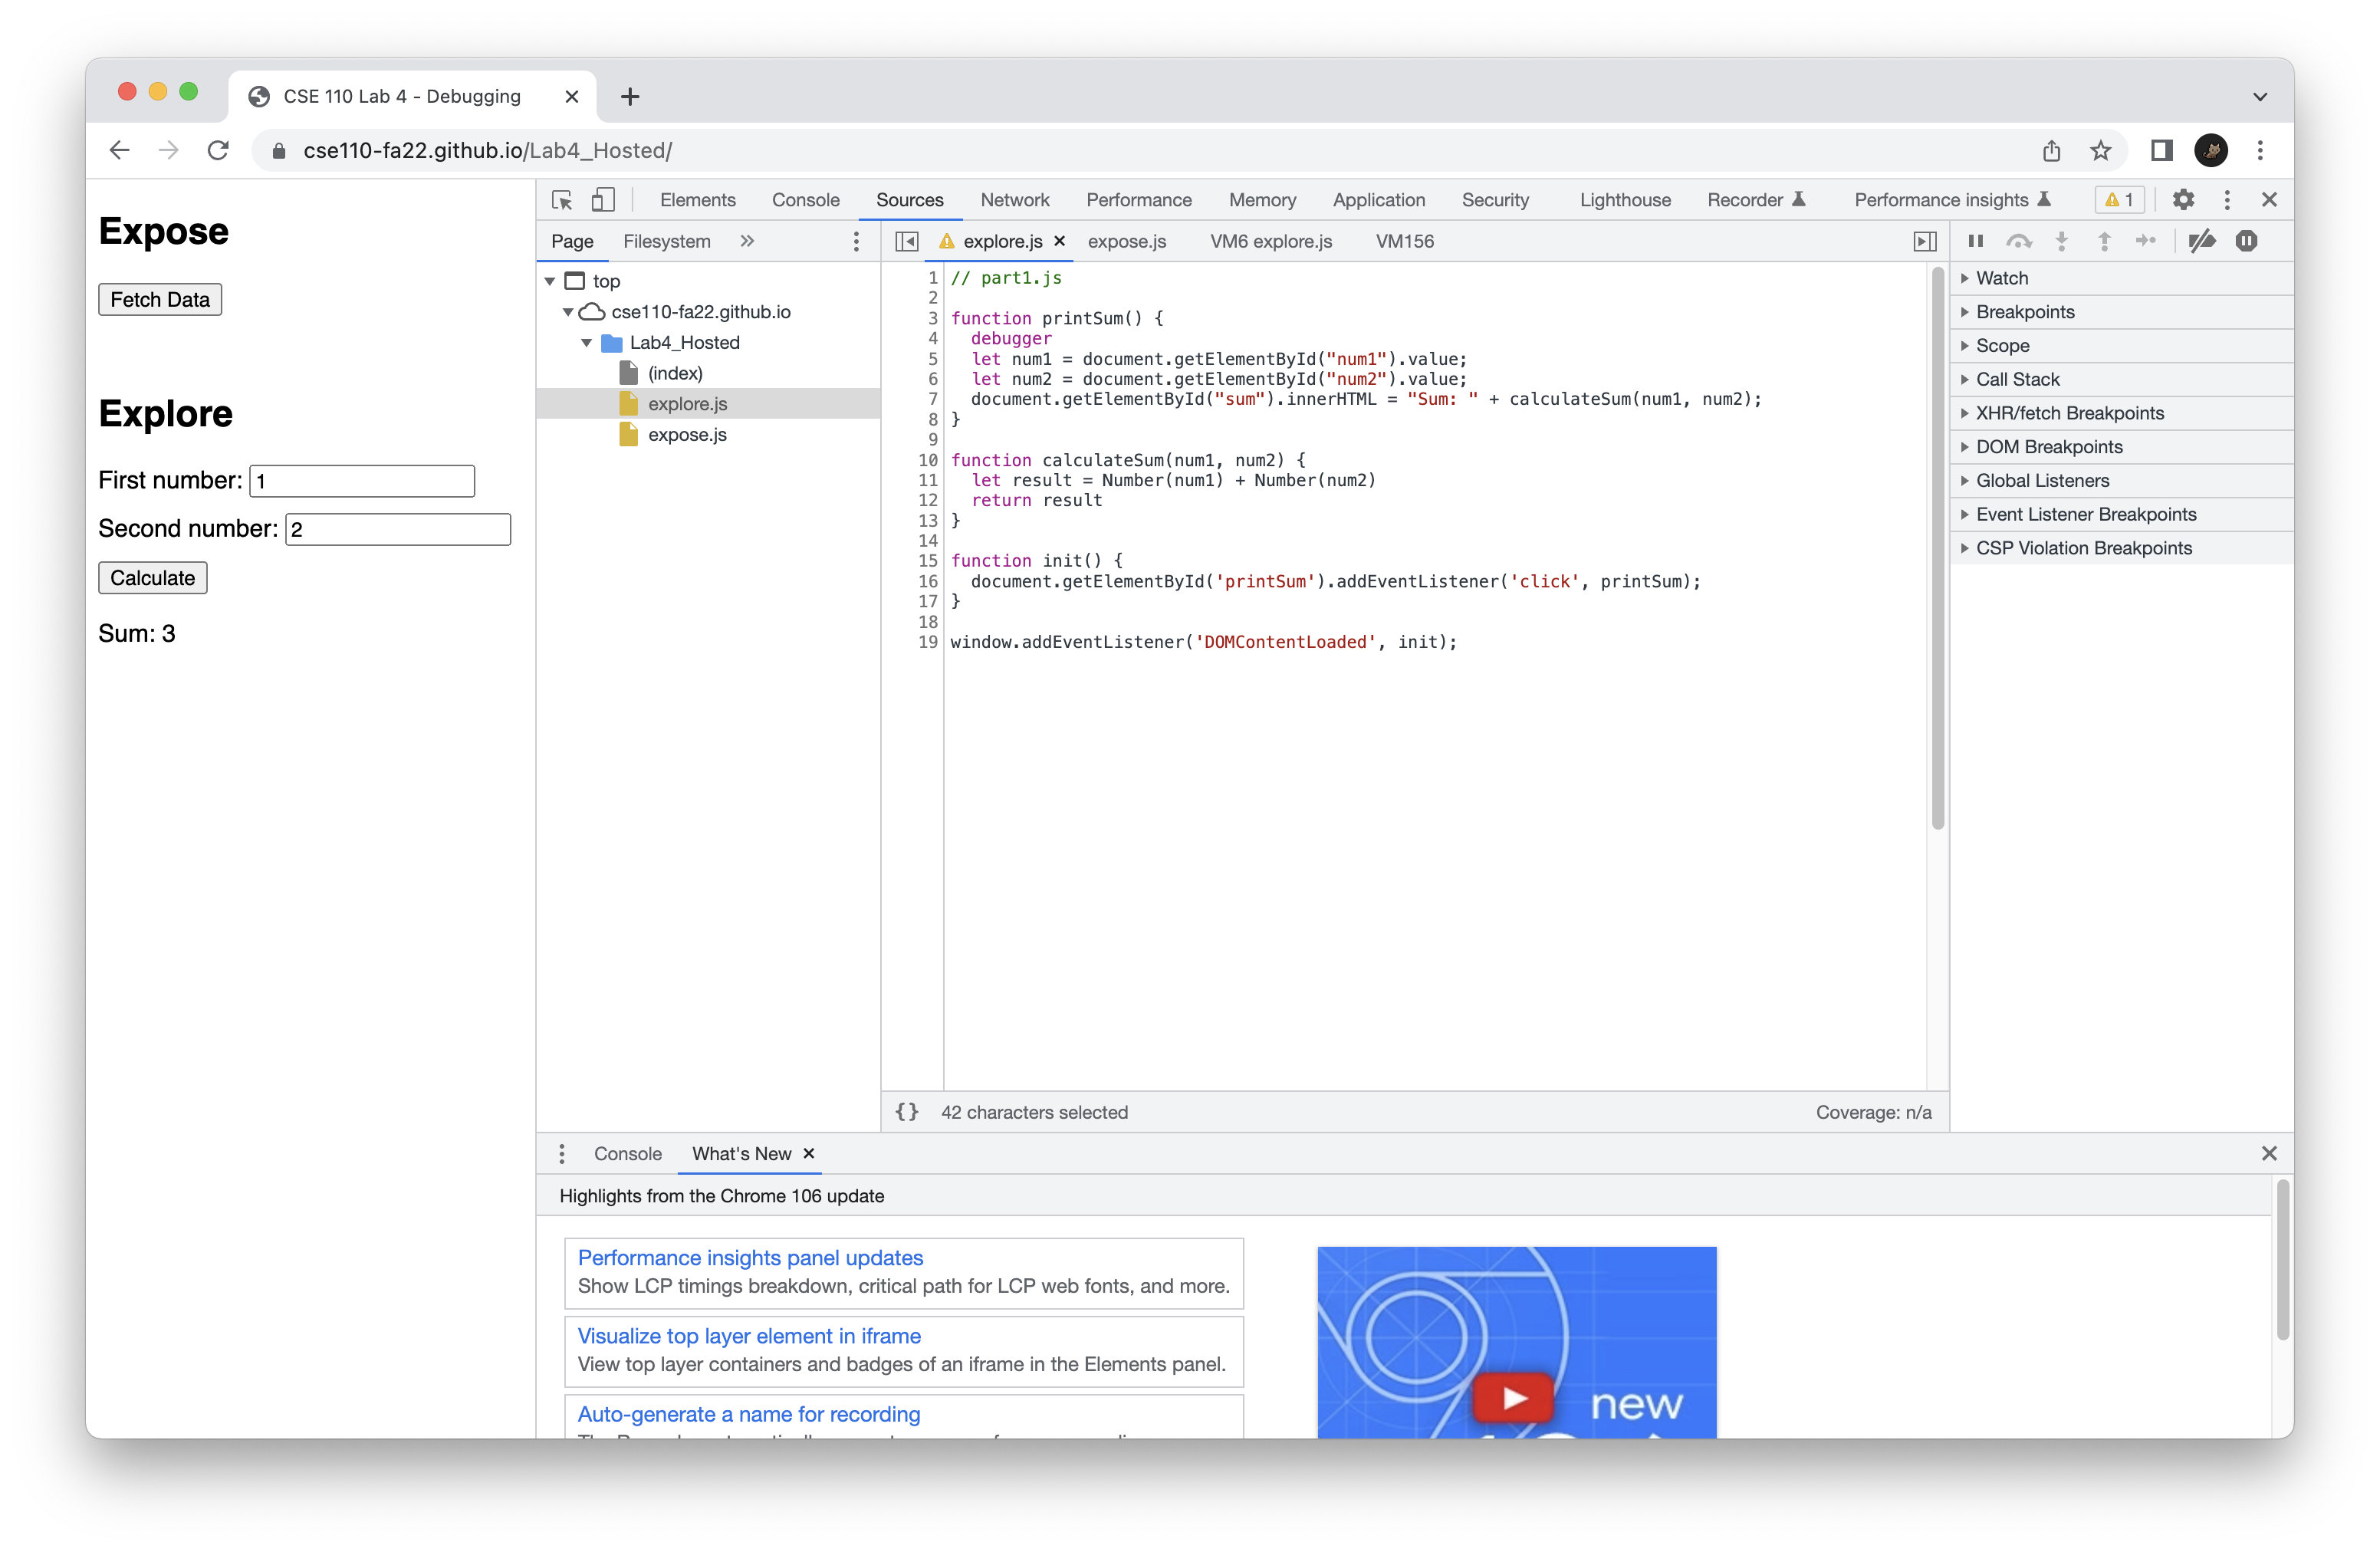 CSE 110 Lab 4 - Debugging
cse110-fa22.github.io/Lab4_Hosted/
Expose
Fetch Data
Explore
First number: 1
Second number: 2
Calculate
Sum: 3
Elements Console Sources Network Performance Memory Application Security Lighthouse Recorder Performance insights 1
Page Filesystem
top
cse110-fa22.github.io
Lab4_Hosted
(index)
explore.js
expose.js
explore.js expose.js VM6 explore.js VM156
1 // part1.js
2
3 function printSum() {
4   debugger
5   let num1 = document.getElementById("num1").value;
6   let num2 = document.getElementById("num2").value;
7   document.getElementById("sum").innerHTML = "Sum: " + calculateSum(num1, num2);
8 }
9
10 function calculateSum(num1, num2) {
11   let result = Number(num1) + Number(num2)
12   return result
13 }
14
15 function init() {
16   document.getElementById('printSum').addEventListener('click', printSum);
17 }
18
19 window.addEventListener('DOMContentLoaded', init);
{} 42 characters selected Coverage: n/a
Watch
Breakpoints
Scope
Call Stack
XHR/fetch Breakpoints
DOM Breakpoints
Global Listeners
Event Listener Breakpoints
CSP Violation Breakpoints
Console What's New
Highlights from the Chrome 106 update
Performance insights panel updates
Show LCP timings breakdown, critical path for LCP web fonts, and more.
Visualize top layer element in iframe
View top layer containers and badges of an iframe in the Elements panel.
Auto-generate a name for recording
new